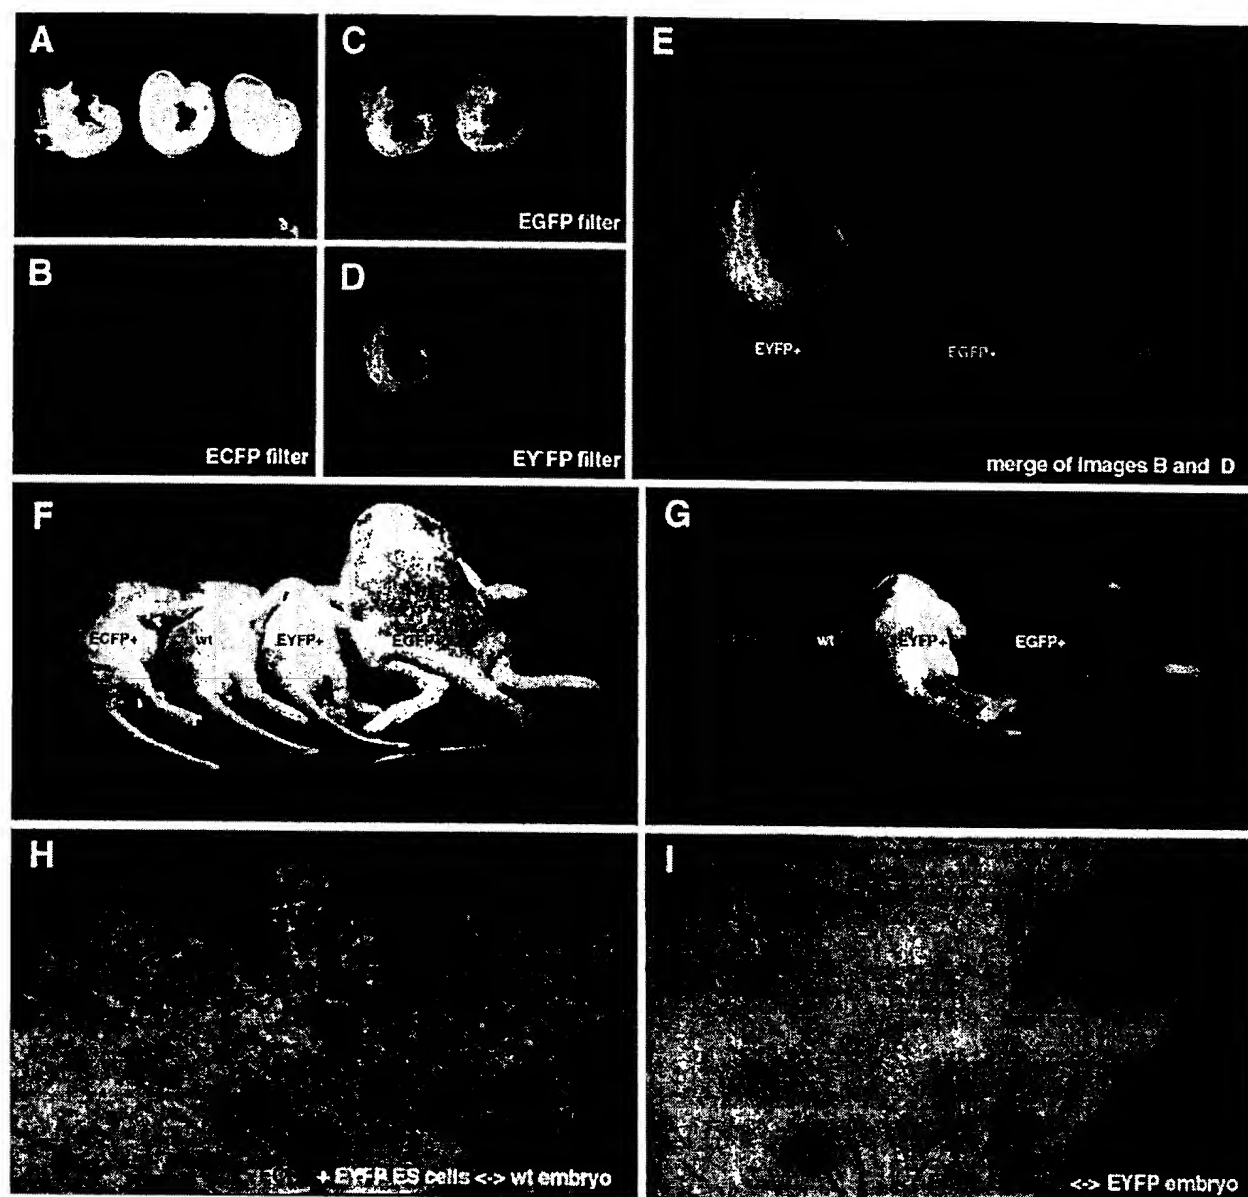 A
C
E
EGFP filter
B
D
EYFP+
EGFP+
ECFP filter
EY`FP filter
merge of Images B and D
F
G
ECFP+
wt
EYFP+
EGFP+
wt
EYFP+
EGFP+
H
I
+ EYFP ES cells <-> wt embryo
<-> EYFP embryo